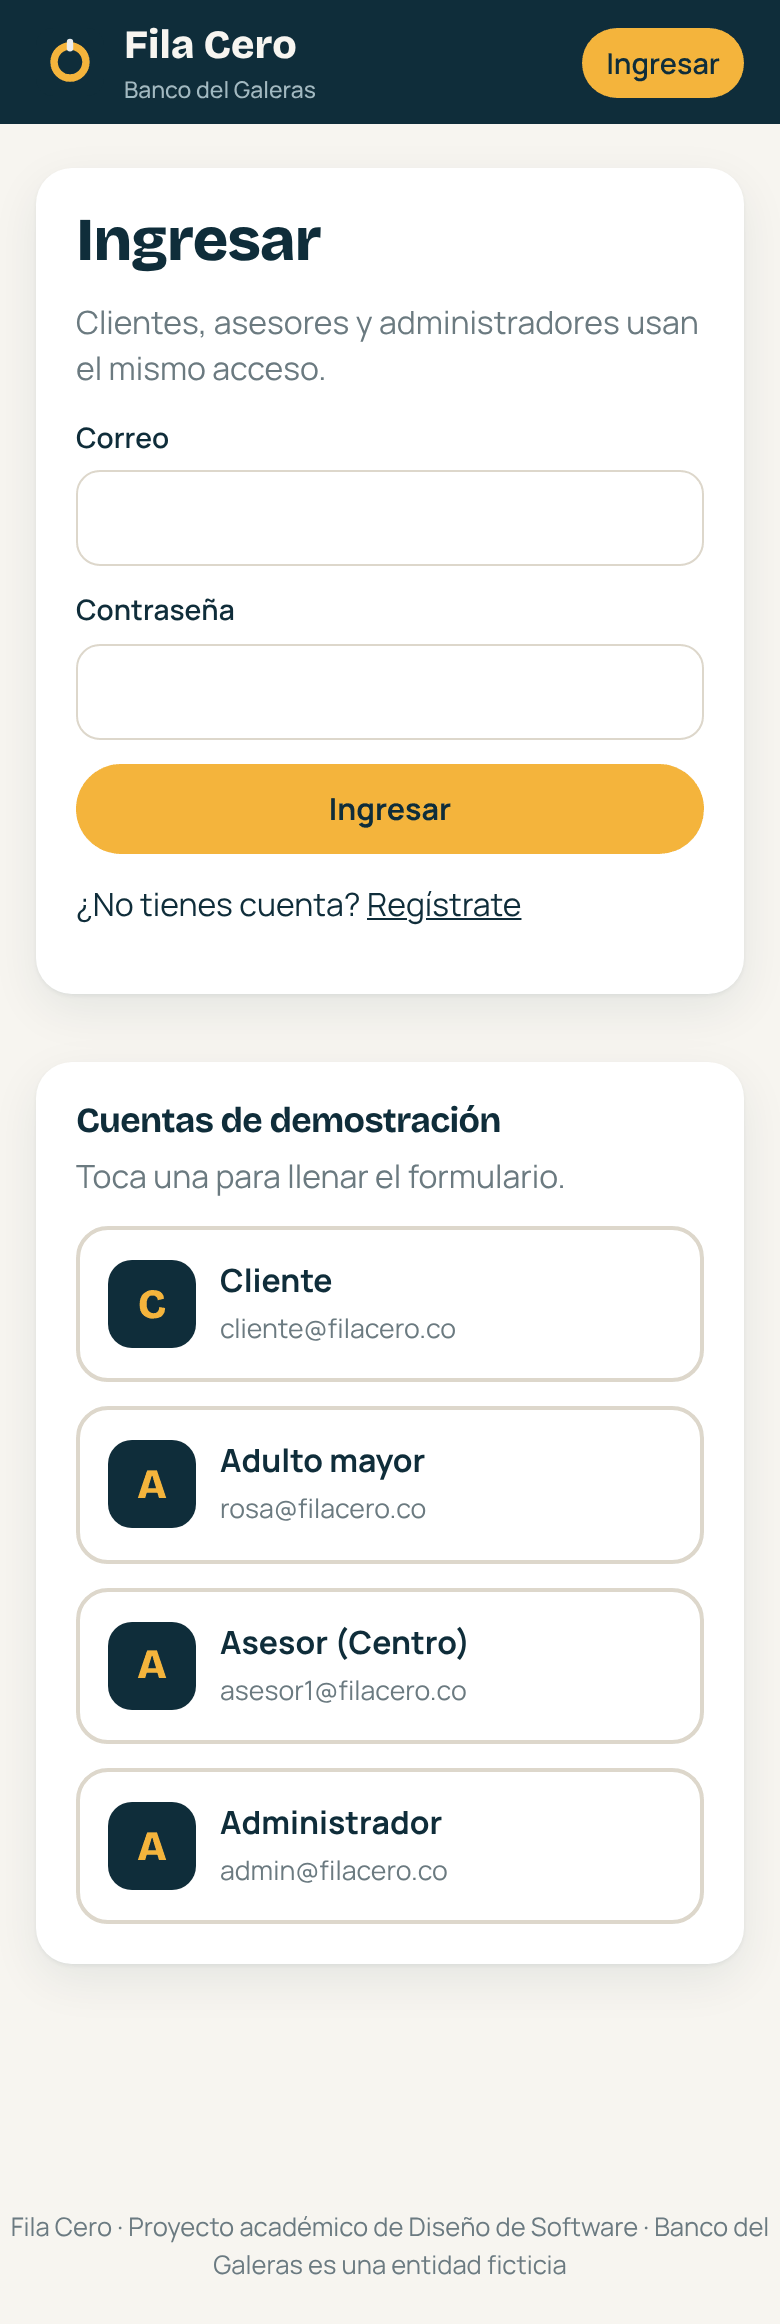 Fila Cero
Banco del Galeras
Ingresar
Ingresar
Clientes, asesores y administradores usan
el mismo acceso.
Correo
Contraseña
Ingresar
¿No tienes cuenta? Regístrate
Cuentas de demostración
Toca una para llenar el formulario.
C
Cliente
cliente@filacero.co
A
Adulto mayor
rosa@filacero.co
A
Asesor (Centro)
asesor1@filacero.co
A
Administrador
admin@filacero.co
Fila Cero · Proyecto académico de Diseño de Software · Banco del
Galeras es una entidad ficticia